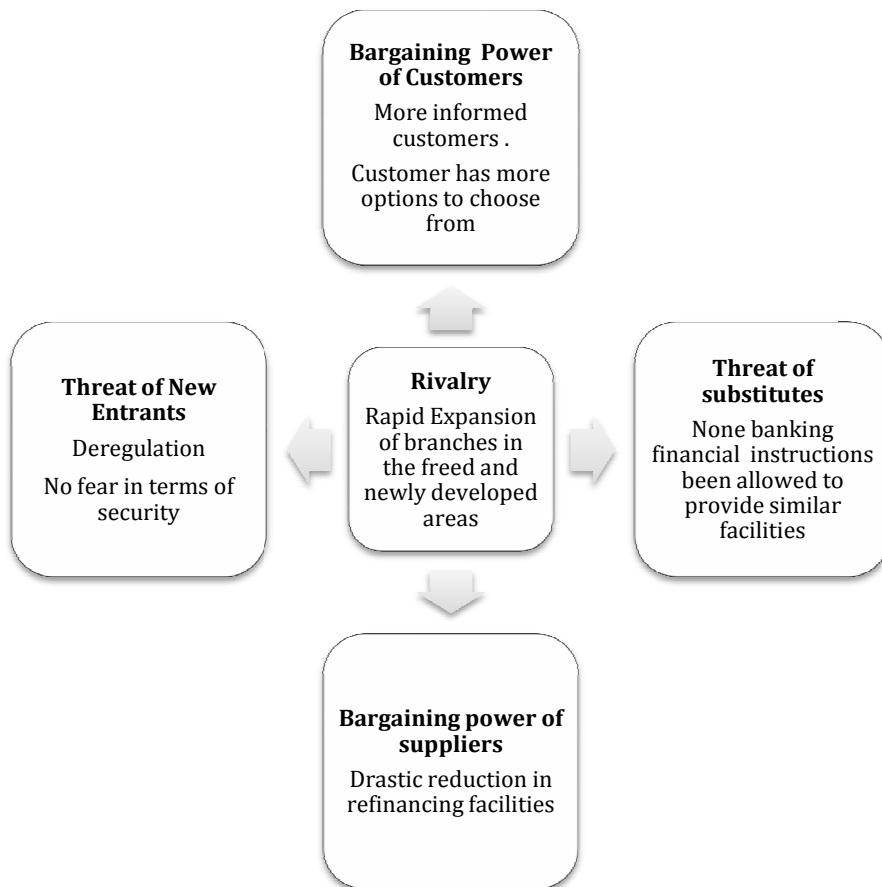 Bargaining Power
of Customers
More informed
customers .
Customer has more
options to choose
from
Threat of New
Entrants
Deregulation
No fear in terms of
security
Rivalry
Rapid Expansion
of branches in
the freed and
newly developed
areas
Threat of
substitutes
None banking
financial instructions
been allowed to
provide similar
facilities
Bargaining power of
suppliers
Drastic reduction in
refinancing facilities